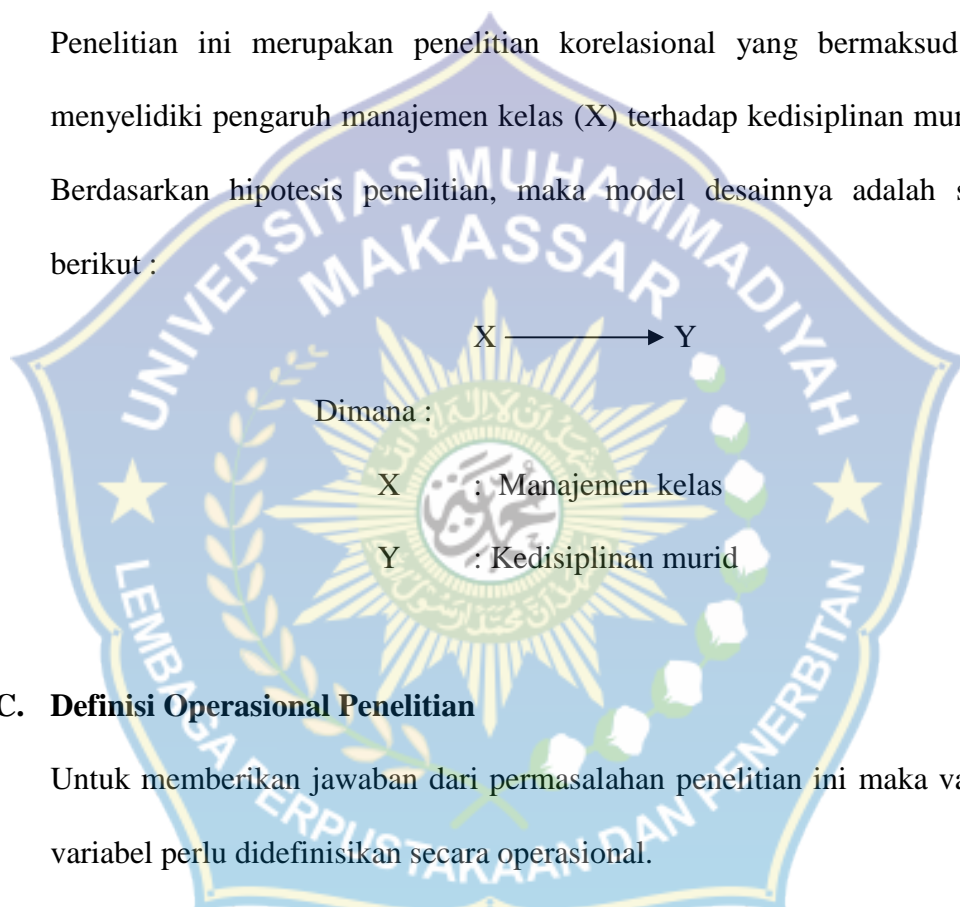 Penelitian ini merupakan penelitian korelasional yang bermaksud
menyelidiki pengaruh manajemen kelas (X) terhadap kedisiplinan mur
Berdasarkan hipotesis penelitian, maka model desainnya adalah s
berikut :
X Y
Dimana :
X : Manajemen kelas
Y : Kedisiplinan murid
C. Definisi Operasional Penelitian
Untuk memberikan jawaban dari permasalahan penelitian ini maka va
variabel perlu didefinisikan secara operasional.
UNIVERSITAS MUHAMMADIYAH
MAKASSAR
LEMBAGA PERPUSTAKAAN DAN PENERBITAN